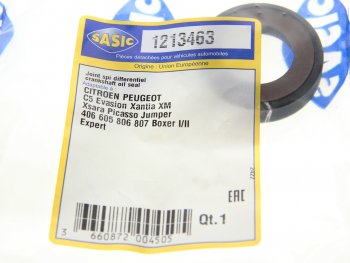 SASIC
1213463
Pièces détachées pour véhicules automobiles
Origine : Union Européenne
Joint spi differentiel
crankshaft oil seal
CITROEN PEUGEOT
C5 Evasion Xantia XM
Xsara Picasso Jumper
406 605 806 807 Boxer I/II
Expert
EAC
Qt. 1
3 660872 004505